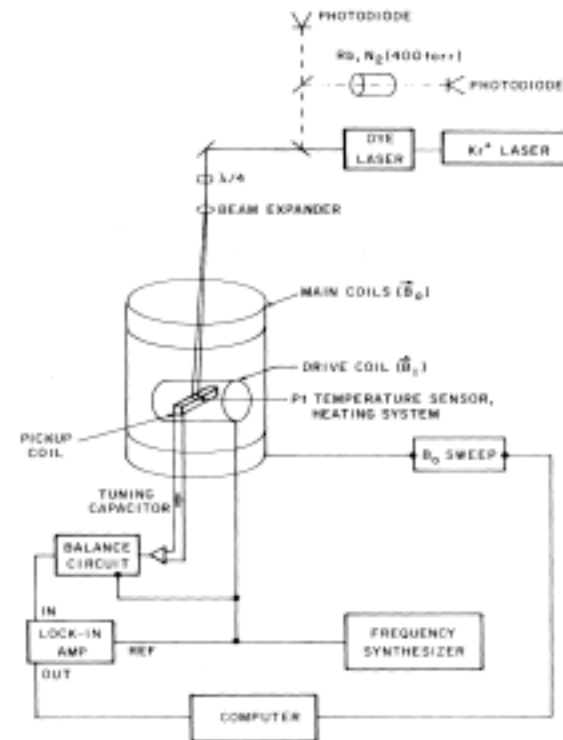 PHOTODIODE
Rb, N₂ (400 torr)
PHOTODIODE
DYE
LASER
Kr⁺ LASER
λ/4
BEAM EXPANDER
MAIN COILS (B⃗₀)
DRIVE COIL (B⃗₁)
Pt TEMPERATURE SENSOR,
HEATING SYSTEM
PICKUP
COIL
B₀ SWEEP
TUNING
CAPACITOR
BALANCE
CIRCUIT
IN
LOCK-IN
AMP
REF
FREQUENCY
SYNTHESIZER
OUT
COMPUTER